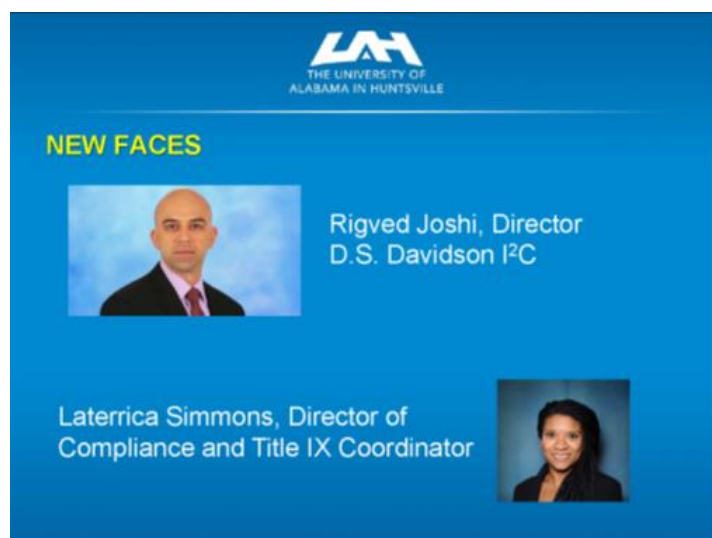 UAH
THE UNIVERSITY OF
ALABAMA IN HUNTSVILLE
NEW FACES
Rigved Joshi, Director
D.S. Davidson I²C
Laterrica Simmons, Director of
Compliance and Title IX Coordinator